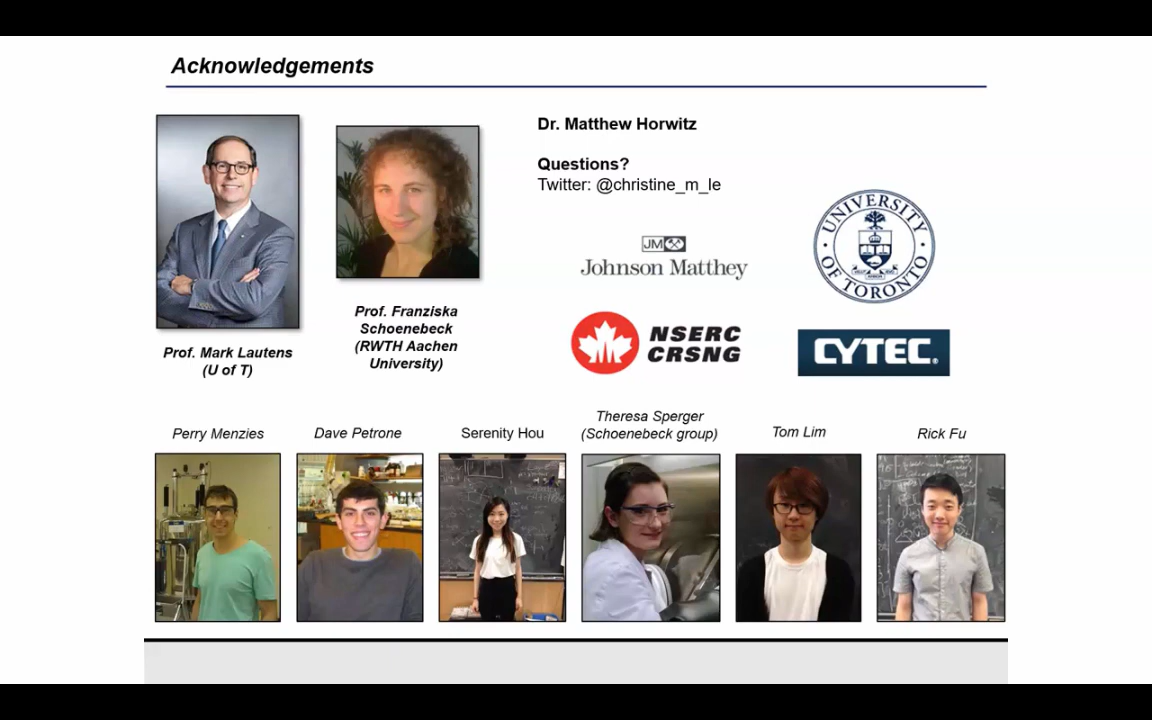 Acknowledgements
Dr. Matthew Horwitz
Questions?
Twitter: @christine_m_le
UNIVERSITY
OF TORONTO
JM
Johnson Matthey
NSERC
CRSNG
CYTEC
Prof. Mark Lautens
(U of T)
Prof. Franziska
Schoenebeck
(RWTH Aachen
University)
Perry Menzies
Dave Petrone
Serenity Hou
Theresa Sperger
(Schoenebeck group)
Tom Lim
Rick Fu